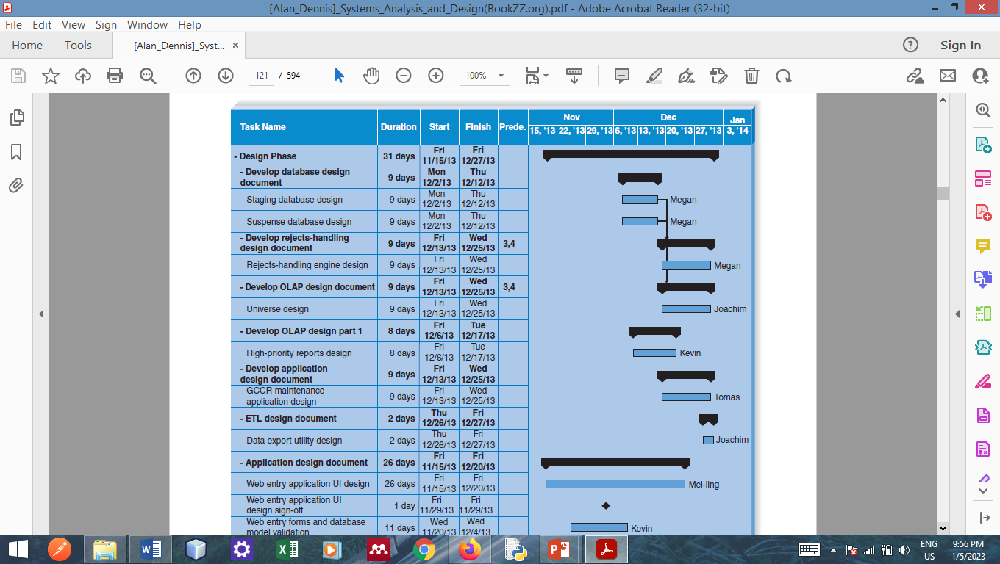 [Alan_Dennis]_Systems_Analysis_and_Design(BookZZ.org).pdf - Adobe Acrobat Reader (32-bit)
File Edit View Sign Window Help
Home Tools [Alan_Dennis]_Syst... × Sign In
121 / 594 100%
Task Name Duration Start Finish Prede. Nov Dec Jan
15, '13 22, '13 29, '13 6, '13 13, '13 20, '13 27, '13 3, '14
- Design Phase 31 days Fri 11/15/13 Fri 12/27/13
- Develop database design document 9 days Mon 12/2/13 Thu 12/12/13
Staging database design 9 days Mon 12/2/13 Thu 12/12/13 Megan
Suspense database design 9 days Mon 12/2/13 Thu 12/12/13 Megan
- Develop rejects-handling design document 9 days Fri 12/13/13 Wed 12/25/13 3,4
Rejects-handling engine design 9 days Fri 12/13/13 Wed 12/25/13 Megan
- Develop OLAP design document 9 days Fri 12/13/13 Wed 12/25/13 3,4
Universe design 9 days Fri 12/13/13 Wed 12/25/13 Joachim
- Develop OLAP design part 1 8 days Fri 12/6/13 Tue 12/17/13
High-priority reports design 8 days Fri 12/6/13 Tue 12/17/13 Kevin
- Develop application design document 9 days Fri 12/13/13 Wed 12/25/13
GCCR maintenance application design 9 days Fri 12/13/13 Wed 12/25/13 Tomas
- ETL design document 2 days Thu 12/26/13 Fri 12/27/13
Data export utility design 2 days Thu 12/26/13 Fri 12/27/13 Joachim
- Application design document 26 days Fri 11/15/13 Fri 12/20/13
Web entry application UI design 26 days Fri 11/15/13 Fri 12/20/13 Mei-ling
Web entry application UI design sign-off 1 day Fri 11/29/13 Fri 11/29/13
Web entry forms and database model validation 11 days Wed 11/20/13 Wed 12/4/13 Kevin
ENG 9:56 PM
US 1/5/2023